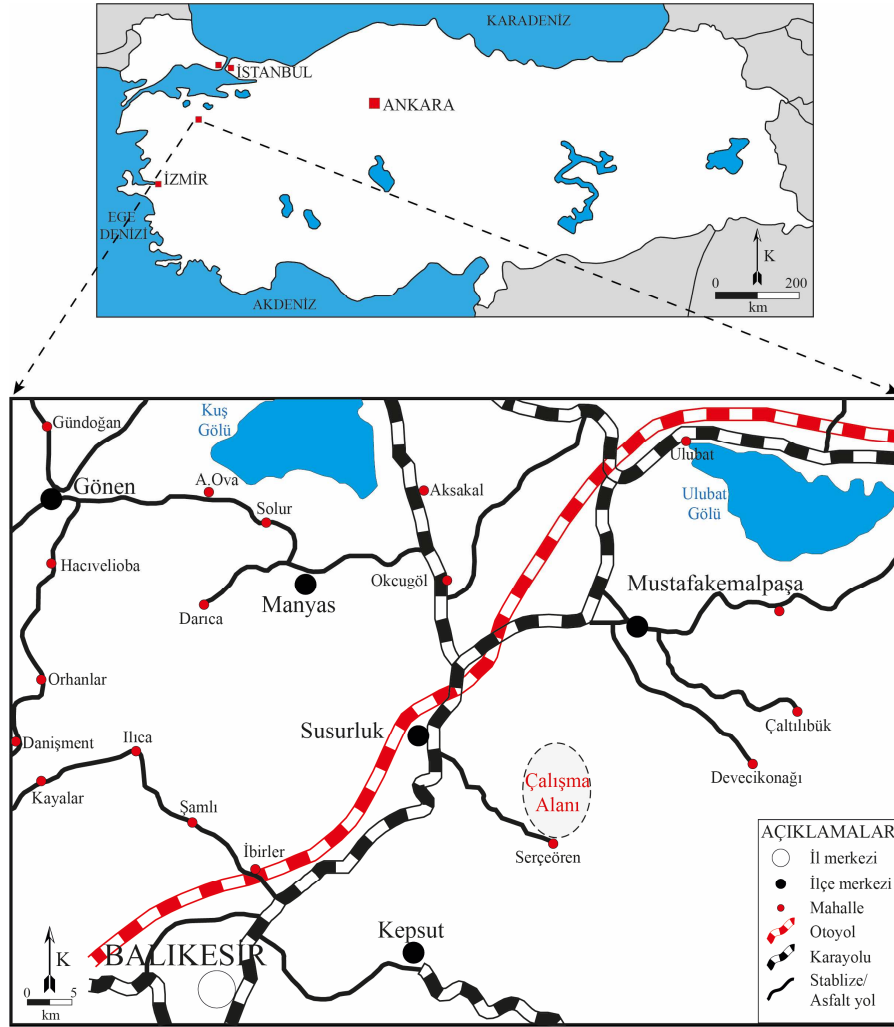 KARADENİZ
İSTANBUL
ANKARA
İZMİR
EGE
DENİZİ
AKDENİZ
K
0 200
km
Gündoğan
Kuş
Gölü
Ulubat
Gönen
A.Ova
Solur
Aksakal
Ulubat
Gölü
Hacıvelioba
Okcugöl
Mustafakemalpaşa
Darıca
Manyas
Orhanlar
Çaltılıbük
Danişment
Ilıca
Susurluk
Devecikonağı
Kayalar
Çalışma
Alanı
Şamlı
İbirler
Serçeören
Kepsut
BALIKESİR
K
0 5
km
AÇIKLAMALAR
İl merkezi
İlçe merkezi
Mahalle
Otoyol
Karayolu
Stablize/
Asfalt yol